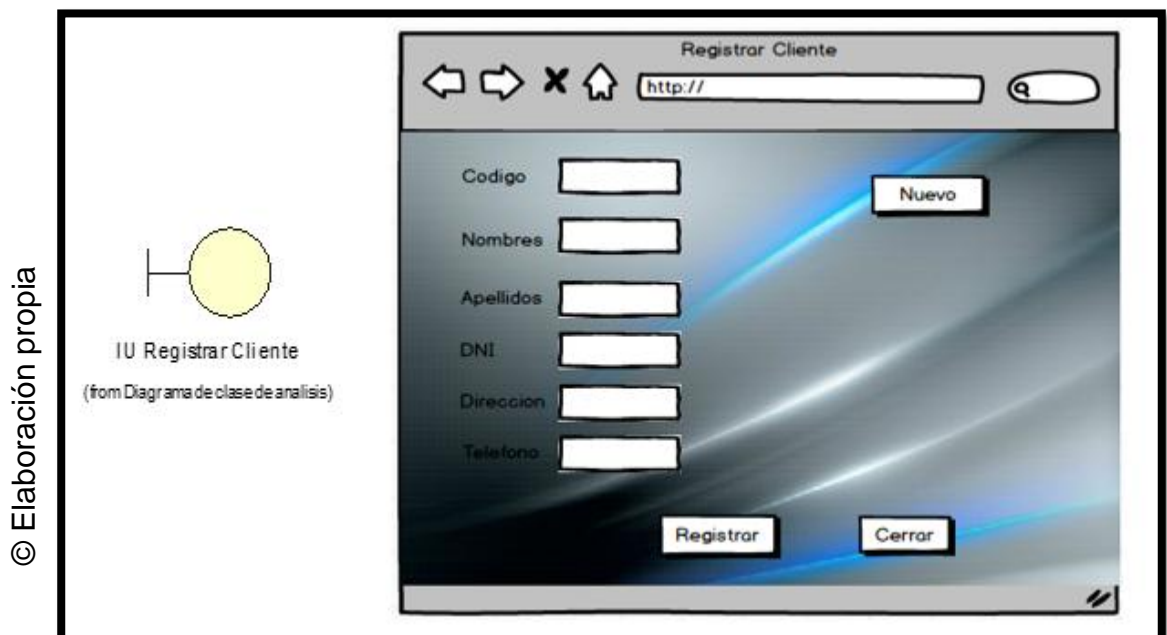 © Elaboración propia
IU Registrar Cliente
(from Diagrama de clase de analisis)
Registrar Cliente
http://
Codigo
Nuevo
Nombres
Apellidos
DNI
Direccion
Telefono
Registrar
Cerrar